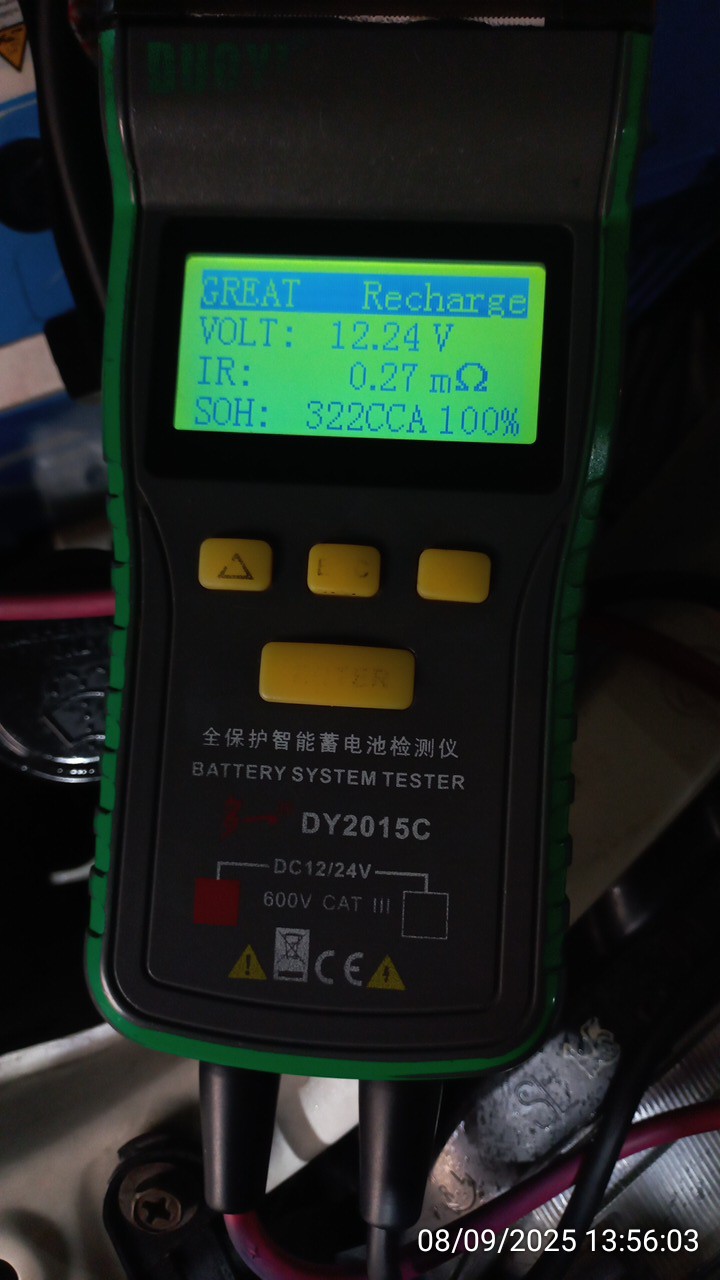 DUOYI
GREAT Recharge
VOLT: 12.24 V
IR: 0.27 mΩ
SOH: 322CCA 100%
ENTER
全保护智能蓄电池检测仪
BATTERY SYSTEM TESTER
DY2015C
DC12/24V
600V CAT III
CE
08/09/2025 13:56:03